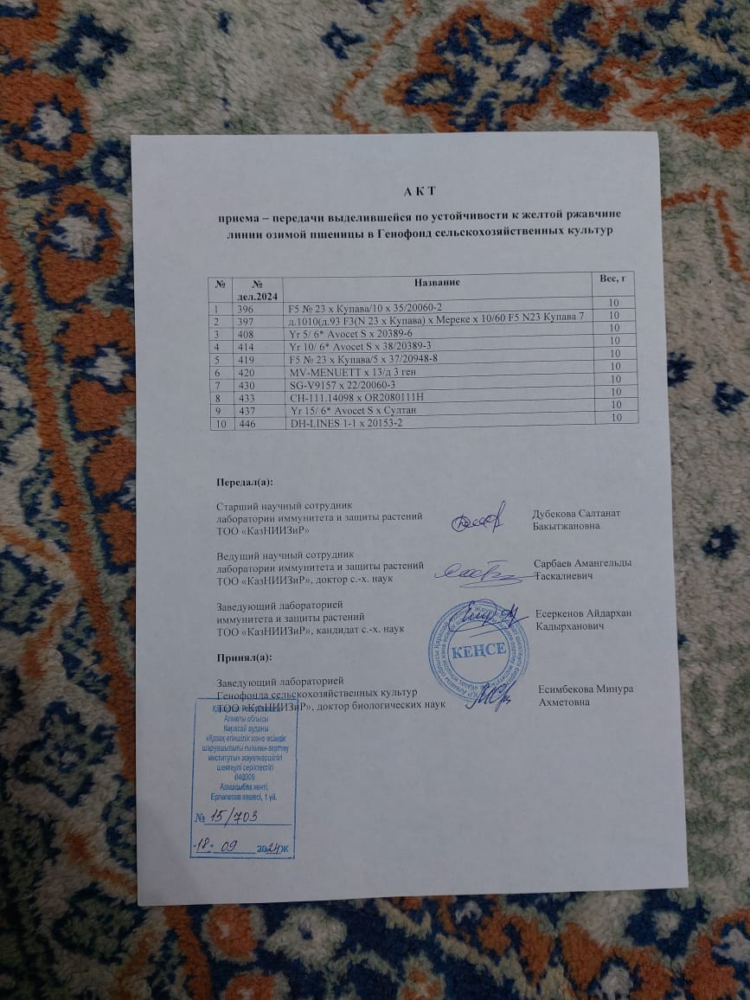 А К Т
приема – передачи выделившейся по устойчивости к желтой ржавчине
линии озимой пшеницы в Генофонд сельскохозяйственных культур
№ № дел.2024 Название Вес, г
1 396 F5 № 23 х Купава/10 х 35/20060-2 10
2 397 д.1010(д.93 F3(N 23 х Купава) х Мереке х 10/60 F5 N23 Купава 7 10
3 408 Yr 5/ 6* Avocet S x 20389-6 10
4 414 Yr 10/ 6* Avocet S x 38/20389-3 10
5 419 F5 № 23 х Купава/5 х 37/20948-8 10
6 420 MV-MENUETT x 13/д 3 ген 10
7 430 SG-V9157 x 22/20060-3 10
8 433 CH-111.14098 x OR2080111H 10
9 437 Yr 15/ 6* Avocet S x Султан 10
10 446 DH-LINES 1-1 x 20153-2 10
Передал(а):
Старший научный сотрудник
лаборатории иммунитета и защиты растений
ТОО «КазНИИЗиР»
Дубекова Салтанат
Бакытжановна
Ведущий научный сотрудник
лаборатории иммунитета и защиты растений
ТОО «КазНИИЗиР», доктор с.-х. наук
Сарбаев Амангельды
Таскалиевич
Заведующий лабораторией
иммунитета и защиты растений
ТОО «КазНИИЗиР», кандидат с.-х. наук
Есеркенов Айдархан
Кадырханович
КЕҢСЕ
Принял(а):
Заведующий лабораторией
Генофонда сельскохозяйственных культур
ТОО «КазНИИЗиР», доктор биологических наук
Есимбекова Минура
Ахметовна
Алматы облысы
Қарасай ауданы
«Қазақ егіншілік және өсімдік
шаруашылығы ғылыми-зерттеу
институты» жауапкершілігі
шектеулі серіктестігі
040909
Алмалыбақ кенті,
Ерлепесов көшесі, 1 үй.
№ 15/703
"18" 09 2024ж